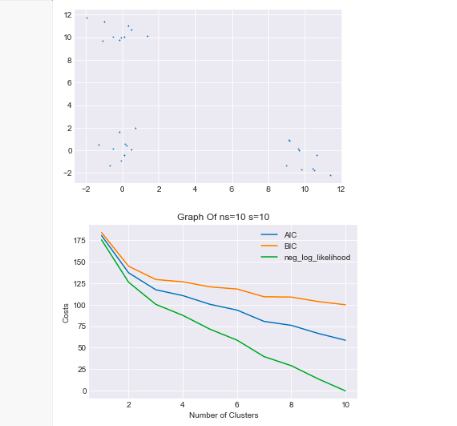 12
10
8
6
4
2
0
−2
−2 0 2 4 6 8 10 12
Graph Of ns=10 s=10
AIC
BIC
neg_log_likelihood
175
150
125
100
75
50
25
0
Costs
2 4 6 8 10
Number of Clusters